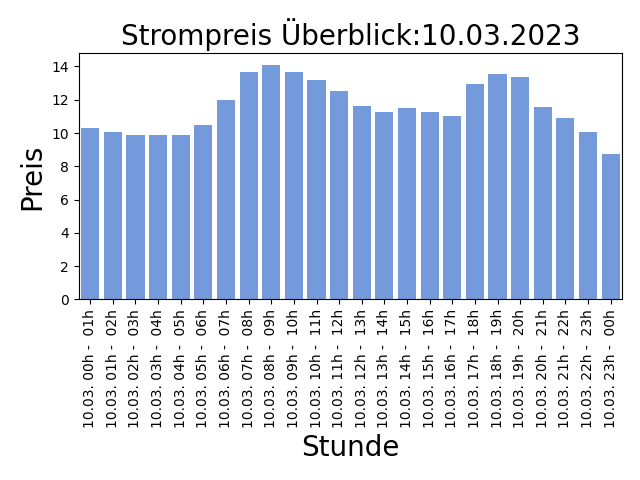 Strompreis Überblick:10.03.2023
Preis
14
12
10
8
6
4
2
0
10.03. 00h - 01h
10.03. 01h - 02h
10.03. 02h - 03h
10.03. 03h - 04h
10.03. 04h - 05h
10.03. 05h - 06h
10.03. 06h - 07h
10.03. 07h - 08h
10.03. 08h - 09h
10.03. 09h - 10h
10.03. 10h - 11h
10.03. 11h - 12h
10.03. 12h - 13h
10.03. 13h - 14h
10.03. 14h - 15h
10.03. 15h - 16h
10.03. 16h - 17h
10.03. 17h - 18h
10.03. 18h - 19h
10.03. 19h - 20h
10.03. 20h - 21h
10.03. 21h - 22h
10.03. 22h - 23h
10.03. 23h - 00h
Stunde